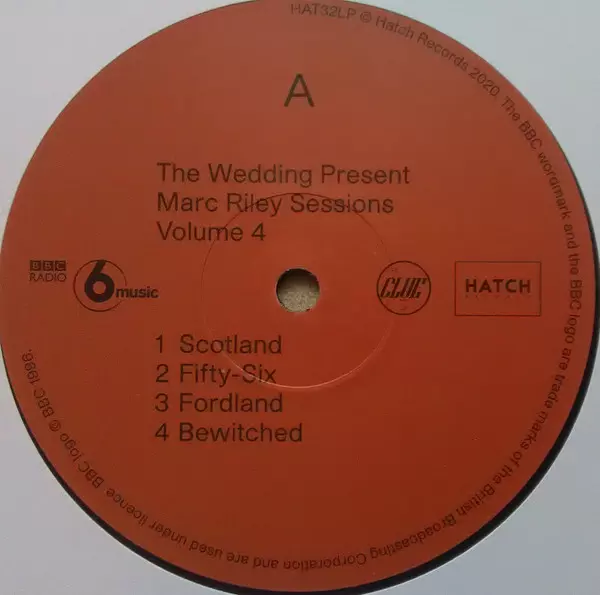 HAT32LP © Hatch Records 2020. The BBC wordmark and the BBC logo are trade marks of the British Broadcasting Corporation and are used under licence. BBC logo © BBC 1996.
A
The Wedding Present
Marc Riley Sessions
Volume 4
BBC
RADIO
6music
CLUE
HATCH
RECORDS
1 Scotland
2 Fifty-Six
3 Fordland
4 Bewitched